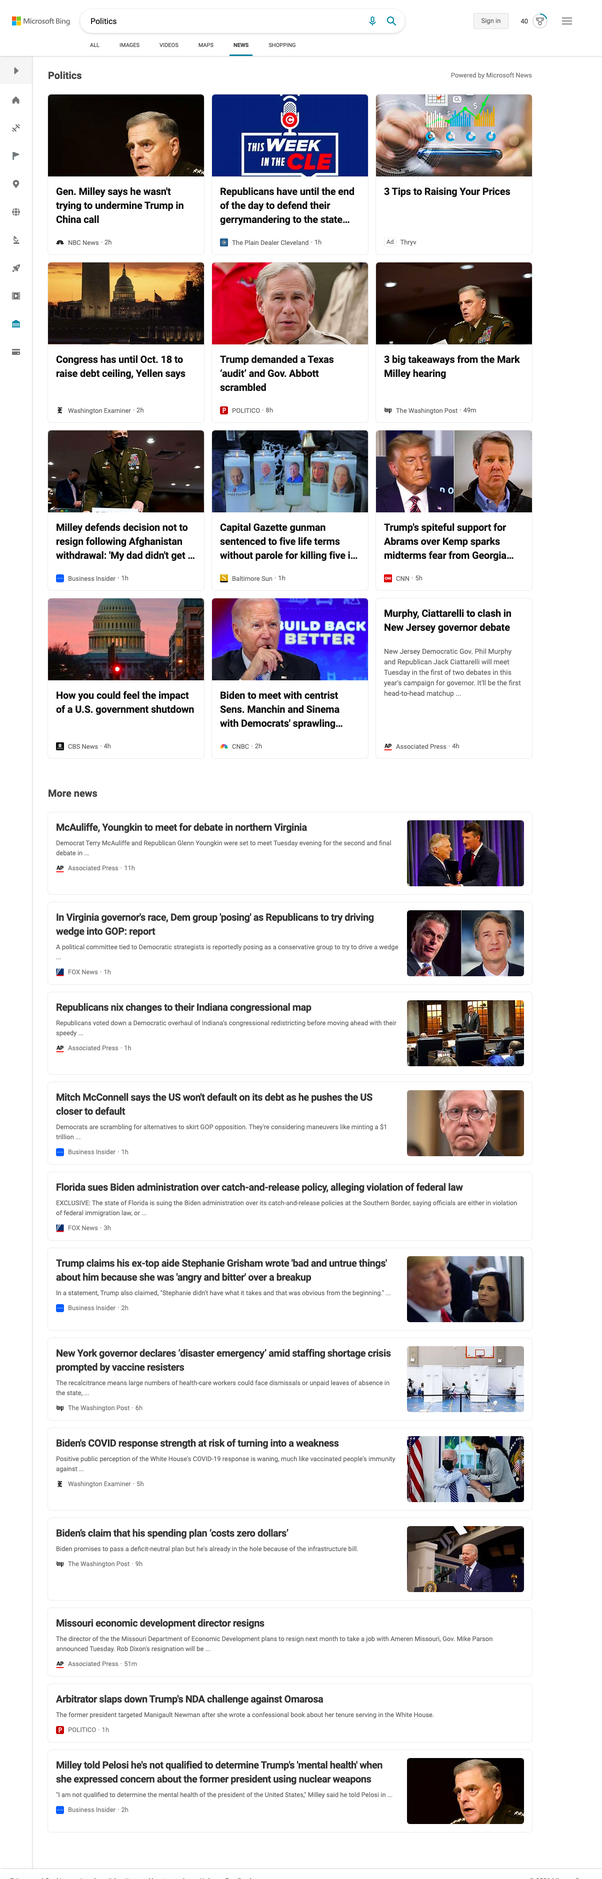 Microsoft Bing
Politics
Sign in
40
ALL IMAGES VIDEOS MAPS NEWS SHOPPING
Politics
Powered by Microsoft News
THIS WEEK
IN THE CLE
Gen. Milley says he wasn't
trying to undermine Trump in
China call
NBC News · 2h
Republicans have until the end
of the day to defend their
gerrymandering to the state…
The Plain Dealer Cleveland · 1h
3 Tips to Raising Your Prices
Ad Thryv
Congress has until Oct. 18 to
raise debt ceiling, Yellen says
Washington Examiner · 2h
Trump demanded a Texas
'audit' and Gov. Abbott
scrambled
POLITICO · 8h
3 big takeaways from the Mark
Milley hearing
wp The Washington Post · 49m
Milley defends decision not to
resign following Afghanistan
withdrawal: 'My dad didn't get ...
Business Insider · 1h
Capital Gazette gunman
sentenced to five life terms
without parole for killing five i...
Baltimore Sun · 1h
Trump's spiteful support for
Abrams over Kemp sparks
midterms fear from Georgia...
CNN · 5h
How you could feel the impact
of a U.S. government shutdown
CBS News · 4h
BUILD BACK
BETTER
Biden to meet with centrist
Sens. Manchin and Sinema
with Democrats' sprawling...
CNBC · 2h
Murphy, Ciattarelli to clash in
New Jersey governor debate
New Jersey Democratic Gov. Phil Murphy
and Republican Jack Ciattarelli will meet
Tuesday in the first of two debates in this
year's campaign for governor. It'll be the first
head-to-head matchup ...
AP Associated Press · 4h
More news
McAuliffe, Youngkin to meet for debate in northern Virginia
Democrat Terry McAuliffe and Republican Glenn Youngkin were set to meet Tuesday evening for the second and final
debate in ...
AP Associated Press · 11h
In Virginia governor's race, Dem group 'posing' as Republicans to try driving
wedge into GOP: report
A political committee tied to Democratic strategists is reportedly posing as a conservative group to try to drive a wedge
...
FOX News · 1h
Republicans nix changes to their Indiana congressional map
Republicans voted down a Democratic overhaul of Indiana's congressional redistricting before moving ahead with their
speedy ...
AP Associated Press · 1h
Mitch McConnell says the US won't default on its debt as he pushes the US
closer to default
Democrats are scrambling for alternatives to skirt GOP opposition. They're considering maneuvers like minting a $1
trillion ...
Business Insider · 1h
Florida sues Biden administration over catch-and-release policy, alleging violation of federal law
EXCLUSIVE: The state of Florida is suing the Biden administration over its catch-and-release policies at the Southern Border, saying officials are either in violation
of federal immigration law, or ...
FOX News · 3h
Trump claims his ex-top aide Stephanie Grisham wrote 'bad and untrue things'
about him because she was 'angry and bitter' over a breakup
In a statement, Trump also claimed, "Stephanie didn't have what it takes and that was obvious from the beginning." ...
Business Insider · 2h
New York governor declares 'disaster emergency' amid staffing shortage crisis
prompted by vaccine resisters
The recalcitrance means large numbers of health-care workers could face dismissals or unpaid leaves of absence in
the state, ...
wp The Washington Post · 6h
Biden's COVID response strength at risk of turning into a weakness
Positive public perception of the White House's COVID-19 response is waning, much like vaccinated people's immunity
against ...
Washington Examiner · 5h
Biden's claim that his spending plan 'costs zero dollars'
Biden promises to pass a deficit-neutral plan but he's already in the hole because of the infrastructure bill.
wp The Washington Post · 9h
Missouri economic development director resigns
The director of the the Missouri Department of Economic Development plans to resign next month to take a job with Ameren Missouri, Gov. Mike Parson
announced Tuesday. Rob Dixon's resignation will be ...
AP Associated Press · 51m
Arbitrator slaps down Trump's NDA challenge against Omarosa
The former president targeted Manigault Newman after she wrote a confessional book about her tenure serving in the White House.
POLITICO · 1h
Milley told Pelosi he's not qualified to determine Trump's 'mental health' when
she expressed concern about the former president using nuclear weapons
"I am not qualified to determine the mental health of the president of the United States," Milley said he told Pelosi in ...
Business Insider · 2h